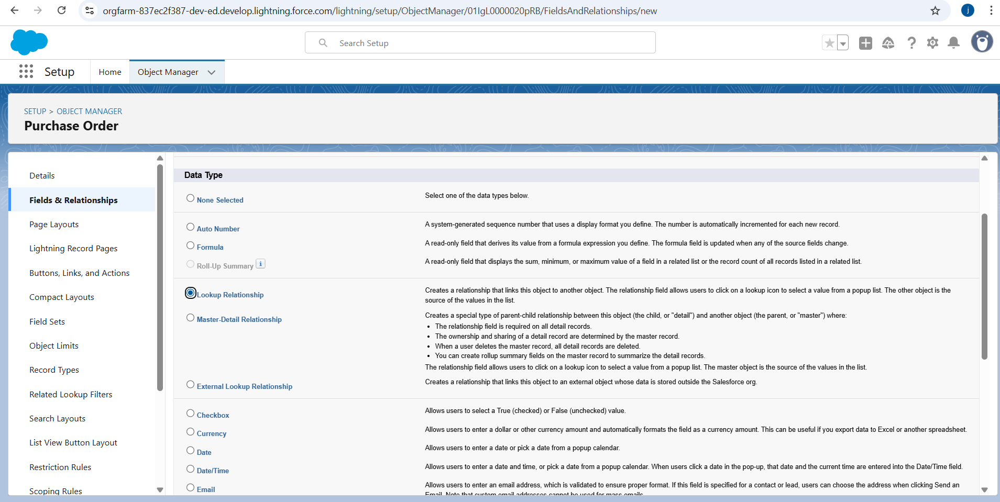 orgfarm-837ec2f387-dev-ed.develop.lightning.force.com/lightning/setup/ObjectManager/01IgL0000020pRB/FieldsAndRelationships/new
j
Search Setup
Setup
Home
Object Manager
SETUP > OBJECT MANAGER
Purchase Order
Details
Fields & Relationships
Page Layouts
Lightning Record Pages
Buttons, Links, and Actions
Compact Layouts
Field Sets
Object Limits
Record Types
Related Lookup Filters
Search Layouts
List View Button Layout
Restriction Rules
Scoping Rules
Data Type
None Selected
Select one of the data types below.
Auto Number
A system-generated sequence number that uses a display format you define. The number is automatically incremented for each new record.
Formula
A read-only field that derives its value from a formula expression you define. The formula field is updated when any of the source fields change.
Roll-Up Summary i
A read-only field that displays the sum, minimum, or maximum value of a field in a related list or the record count of all records listed in a related list.
Lookup Relationship
Creates a relationship that links this object to another object. The relationship field allows users to click on a lookup icon to select a value from a popup list. The other object is the
source of the values in the list.
Master-Detail Relationship
Creates a special type of parent-child relationship between this object (the child, or "detail") and another object (the parent, or "master") where:
• The relationship field is required on all detail records.
• The ownership and sharing of a detail record are determined by the master record.
• When a user deletes the master record, all detail records are deleted.
• You can create rollup summary fields on the master record to summarize the detail records.
The relationship field allows users to click on a lookup icon to select a value from a popup list. The master object is the source of the values in the list.
External Lookup Relationship
Creates a relationship that links this object to an external object whose data is stored outside the Salesforce org.
Checkbox
Allows users to select a True (checked) or False (unchecked) value.
Currency
Allows users to enter a dollar or other currency amount and automatically formats the field as a currency amount. This can be useful if you export data to Excel or another spreadsheet.
Date
Allows users to enter a date or pick a date from a popup calendar.
Date/Time
Allows users to enter a date and time, or pick a date from a popup calendar. When users click a date in the pop-up, that date and the current time are entered into the Date/Time field.
Email
Allows users to enter an email address, which is validated to ensure proper format. If this field is specified for a contact or lead, users can choose the address when clicking Send an
Email. Note that custom email addresses cannot be used for mass emails.